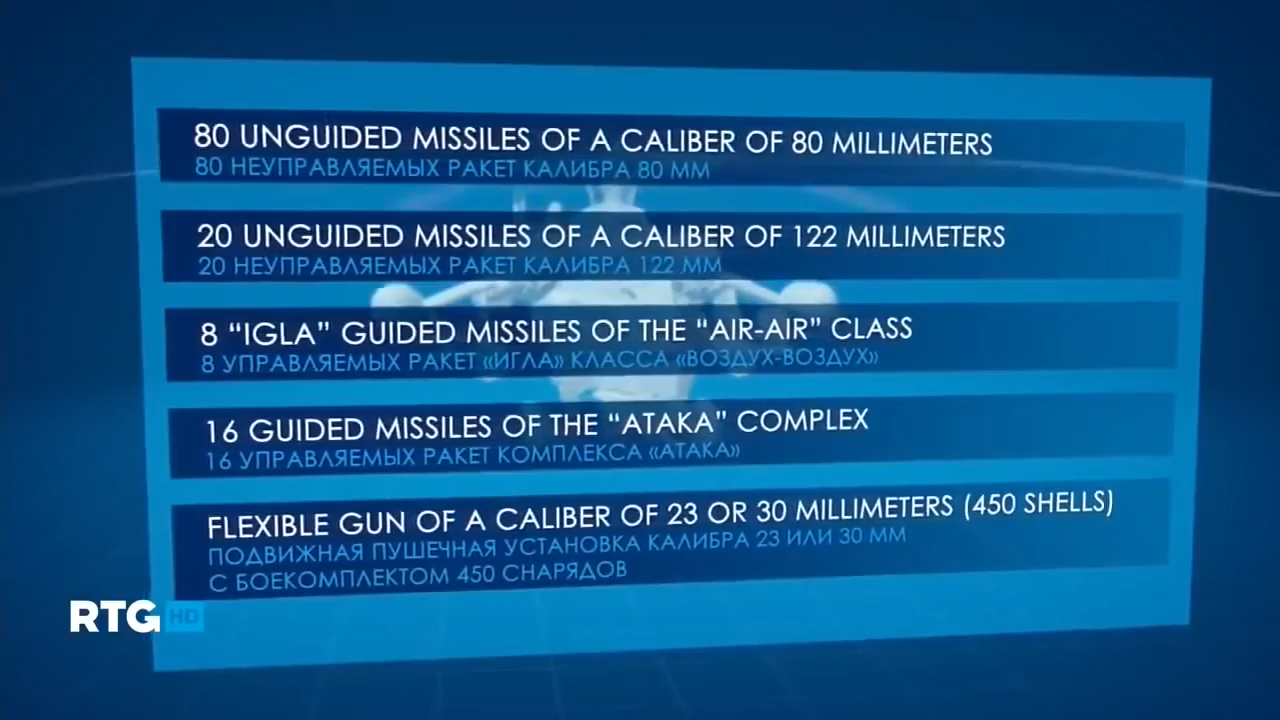 80 UNGUIDED MISSILES OF A CALIBER OF 80 MILLIMETERS
80 НЕУПРАВЛЯЕМЫХ РАКЕТ КАЛИБРА 80 ММ
20 UNGUIDED MISSILES OF A CALIBER OF 122 MILLIMETERS
20 НЕУПРАВЛЯЕМЫХ РАКЕТ КАЛИБРА 122 ММ
8 “IGLA” GUIDED MISSILES OF THE “AIR-AIR” CLASS
8 УПРАВЛЯЕМЫХ РАКЕТ «ИГЛА» КЛАССА «ВОЗДУХ-ВОЗДУХ»
16 GUIDED MISSILES OF THE “ATAKA” COMPLEX
16 УПРАВЛЯЕМЫХ РАКЕТ КОМПЛЕКСА «АТАКА»
FLEXIBLE GUN OF A CALIBER OF 23 OR 30 MILLIMETERS (450 SHELLS)
ПОДВИЖНАЯ ПУШЕЧНАЯ УСТАНОВКА КАЛИБРА 23 ИЛИ 30 ММ
С БОЕКОМПЛЕКТОМ 450 СНАРЯДОВ
RTG HD